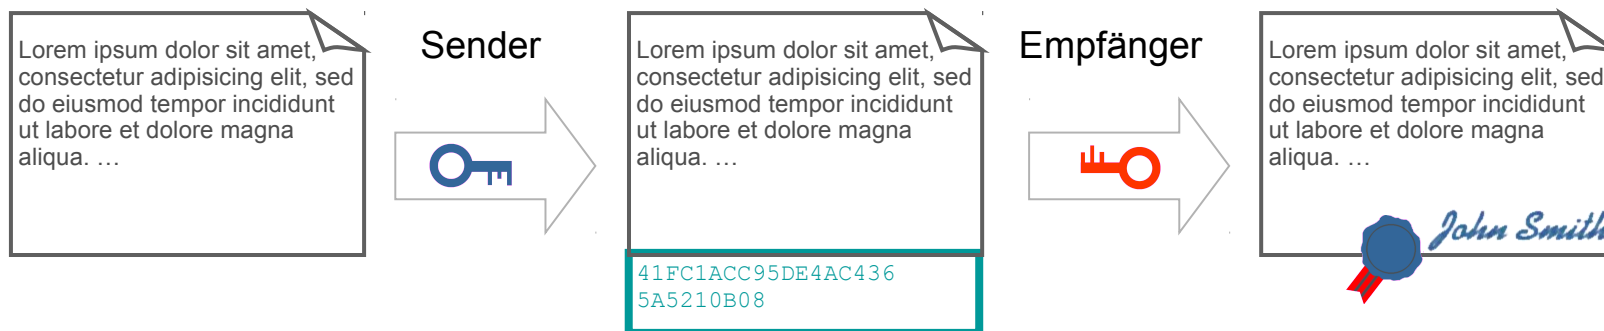 Lorem ipsum dolor sit amet,
consectetur adipisicing elit, sed
do eiusmod tempor incididunt
ut labore et dolore magna
aliqua. …
Sender
Lorem ipsum dolor sit amet,
consectetur adipisicing elit, sed
do eiusmod tempor incididunt
ut labore et dolore magna
aliqua. …
41FC1ACC95DE4AC436
5A5210B08
Empfänger
Lorem ipsum dolor sit amet,
consectetur adipisicing elit, sed
do eiusmod tempor incididunt
ut labore et dolore magna
aliqua. …
John Smith